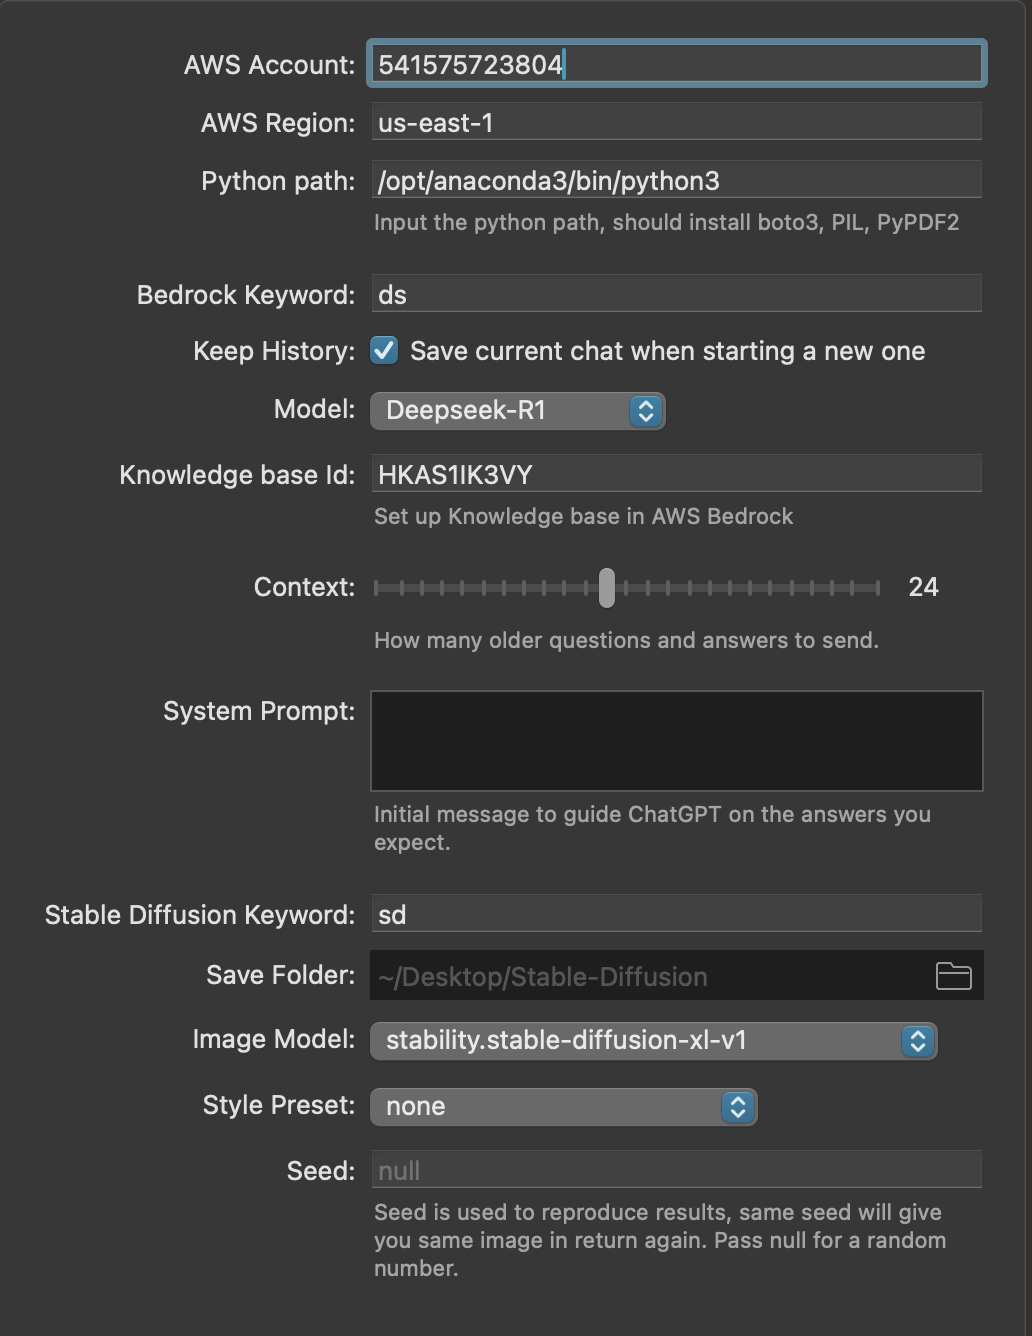 AWS Account: 541575723804
AWS Region: us-east-1
Python path: /opt/anaconda3/bin/python3
Input the python path, should install boto3, PIL, PyPDF2
Bedrock Keyword: ds
Keep History: Save current chat when starting a new one
Model: Deepseek-R1
Knowledge base Id: HKAS1IK3VY
Set up Knowledge base in AWS Bedrock
Context: 24
How many older questions and answers to send.
System Prompt:
Initial message to guide ChatGPT on the answers you
expect.
Stable Diffusion Keyword: sd
Save Folder: ~/Desktop/Stable-Diffusion
Image Model: stability.stable-diffusion-xl-v1
Style Preset: none
Seed: null
Seed is used to reproduce results, same seed will give
you same image in return again. Pass null for a random
number.